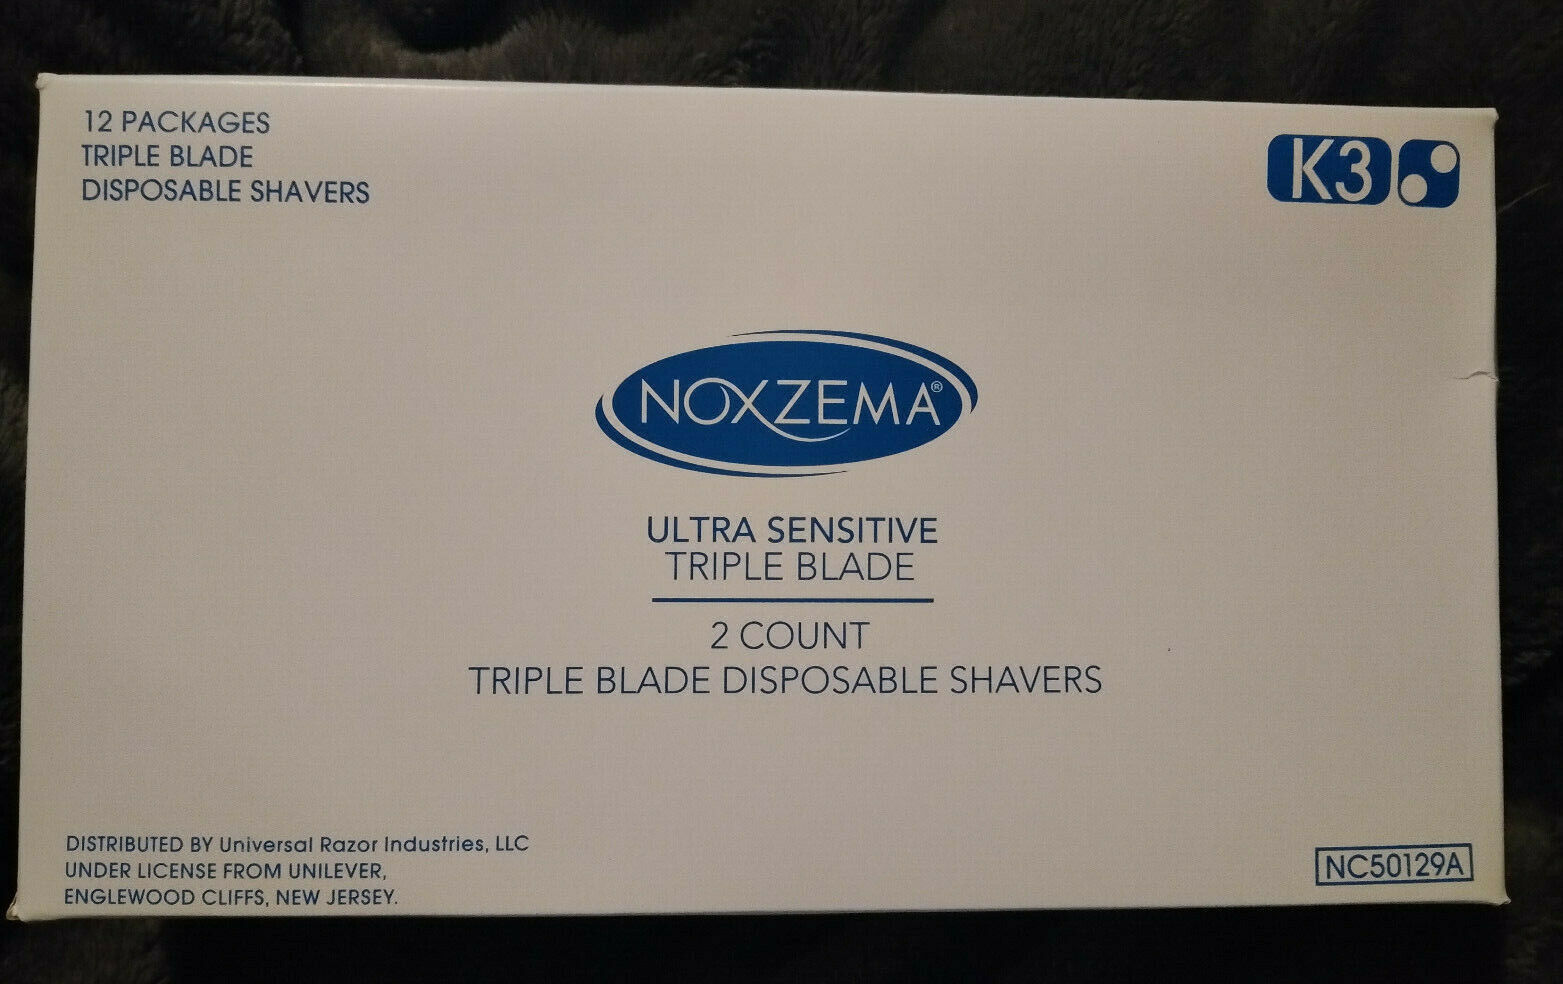 12 PACKAGES
TRIPLE BLADE
DISPOSABLE SHAVERS
K3
NOXZEMA®
ULTRA SENSITIVE
TRIPLE BLADE
2 COUNT
TRIPLE BLADE DISPOSABLE SHAVERS
DISTRIBUTED BY Universal Razor Industries, LLC
UNDER LICENSE FROM UNILEVER,
ENGLEWOOD CLIFFS, NEW JERSEY.
NC50129A